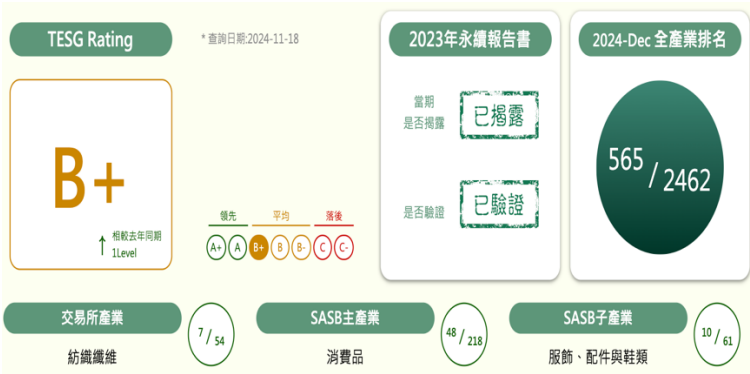 TESG Rating
* 查詢日期:2024-11-18
2023年永續報告書
2024-Dec 全產業排名
B+
↑ 相較去年同期
1Level
領先 平均 落後
A+ A B+ B B- C C-
當期
是否揭露
已揭露
是否驗證
已驗證
565 / 2462
交易所產業
7 / 54
紡織纖維
SASB主產業
48 / 218
消費品
SASB子產業
10 / 61
服飾、配件與鞋類